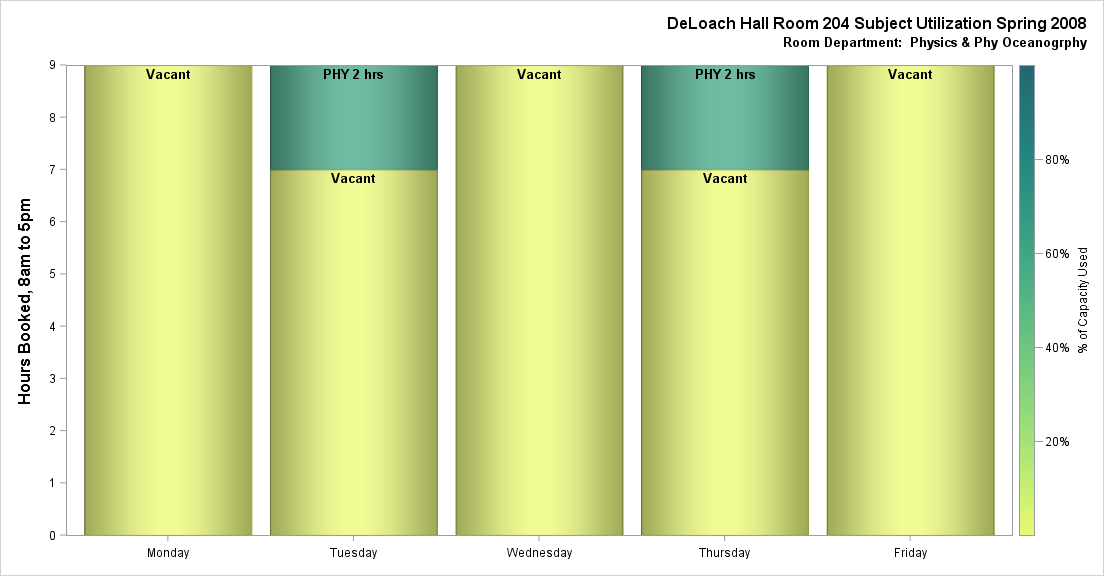 DeLoach Hall Room 204 Subject Utilization Spring 2008
Room Department:  Physics & Phy Oceanogrphy
Hours Booked, 8am to 5pm
9
8
7
6
5
4
3
2
1
0
Vacant
PHY 2 hrs
Vacant
PHY 2 hrs
Vacant
Vacant
Vacant
Monday
Tuesday
Wednesday
Thursday
Friday
80%
60%
40%
20%
% of Capacity Used